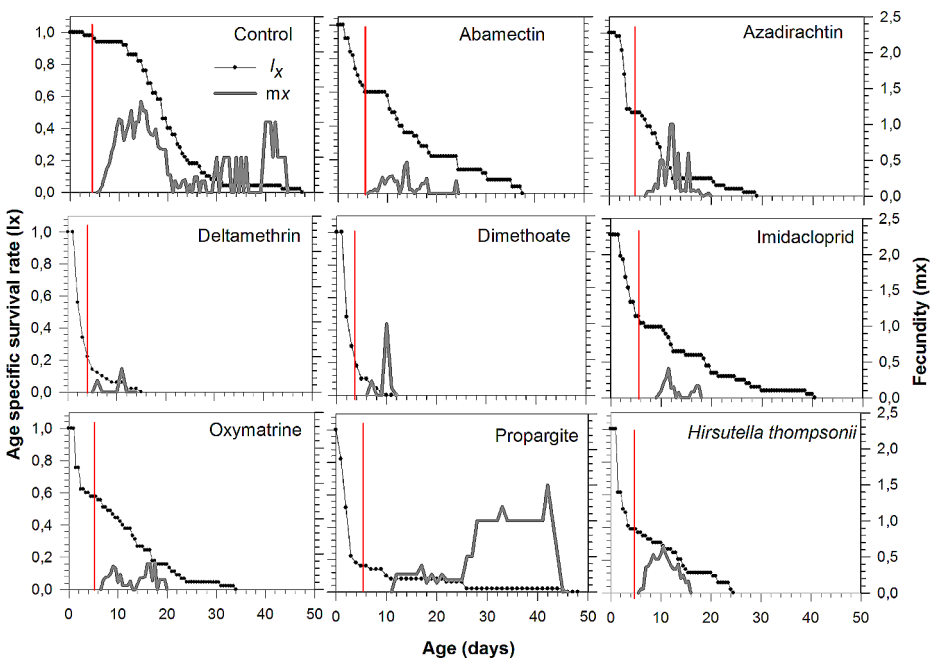 1,0
0,8
0,6
0,4
0,2
0,0
Control
lx
mx
Abamectin
Azadirachtin
2,5
2,0
1,5
1,0
0,5
0,0
1,0
0,8
0,6
0,4
0,2
0,0
Deltamethrin
Dimethoate
Imidacloprid
2,5
2,0
1,5
1,0
0,5
0,0
1,0
0,8
0,6
0,4
0,2
0,0
Oxymatrine
Propargite
Hirsutella thompsonii
2,5
2,0
1,5
1,0
0,5
0,0
0 10 20 30 40 50
0 10 20 30 40 50
0 10 20 30 40 50
Age specific survival rate (lx)
Fecundity (mx)
Age (days)